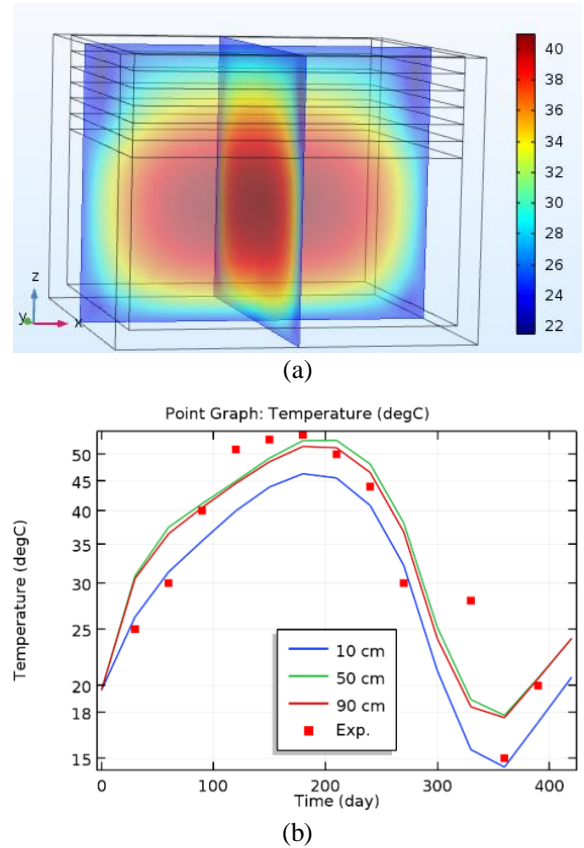 40
38
36
34
32
30
28
26
24
22
z
y
x
(a)
Point Graph: Temperature (degC)
50
45
40
35
30
25
20
18
15
Temperature (degC)
10 cm
50 cm
90 cm
Exp.
0
100
200
300
400
Time (day)
(b)